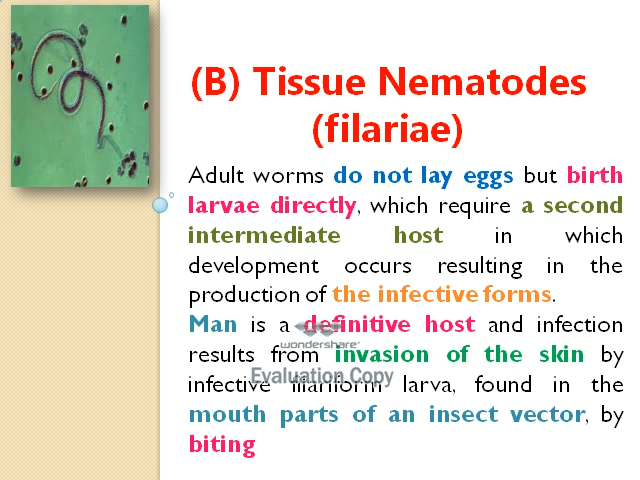 (B) Tissue Nematodes
(filariae)
Adult worms do not lay eggs but birth
larvae directly, which require a second
intermediate host in which
development occurs resulting in the
production of the infective forms.
Man is a definitive host and infection
wondershare
results from invasion of the skin by
Evaluation Copy
infective filariform larva, found in the
mouth parts of an insect vector, by
biting